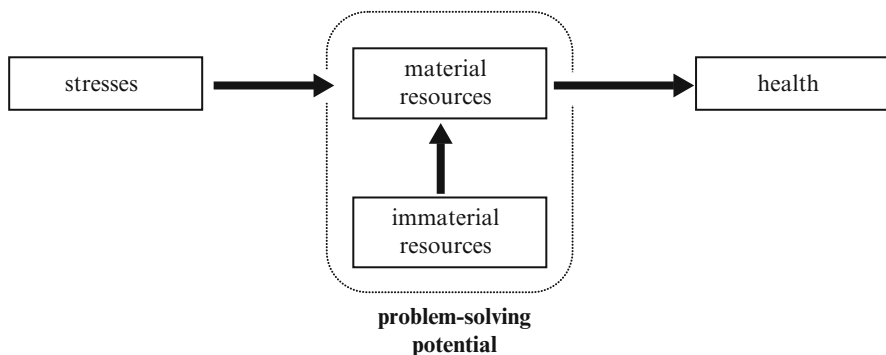 stresses
material
resources
health
immaterial
resources
problem-solving
potential